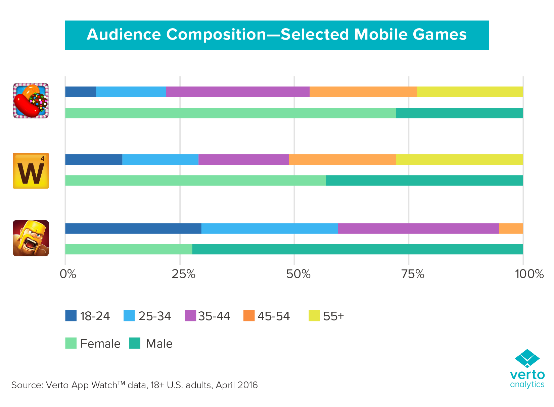 Audience Composition—Selected Mobile Games
W 4
0% 25% 50% 75% 100%
18-24 25-34 35-44 45-54 55+
Female Male
verto
analytics
Source: Verto App Watch™ data, 18+ U.S. adults, April 2016